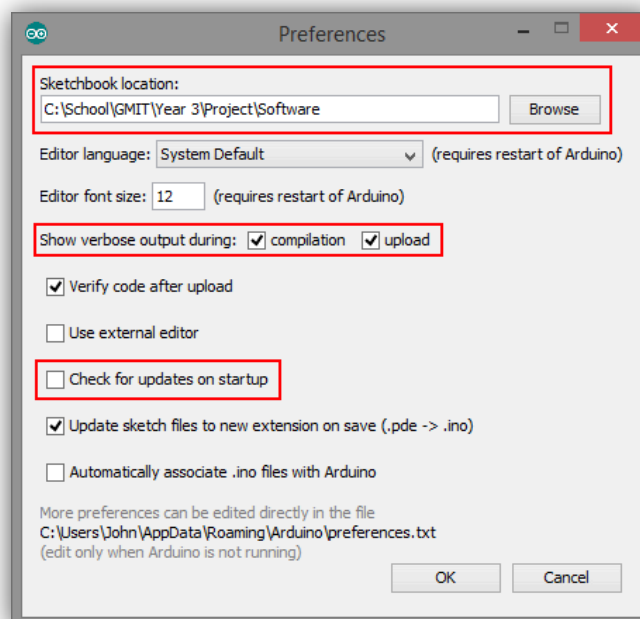 Preferences
Sketchbook location:
C:\School\GMIT\Year 3\Project\Software Browse
Editor language: System Default (requires restart of Arduino)
Editor font size: 12 (requires restart of Arduino)
Show verbose output during: compilation upload
Verify code after upload
Use external editor
Check for updates on startup
Update sketch files to new extension on save (.pde -> .ino)
Automatically associate .ino files with Arduino
More preferences can be edited directly in the file
C:\Users\John\AppData\Roaming\Arduino\preferences.txt
(edit only when Arduino is not running)
OK Cancel